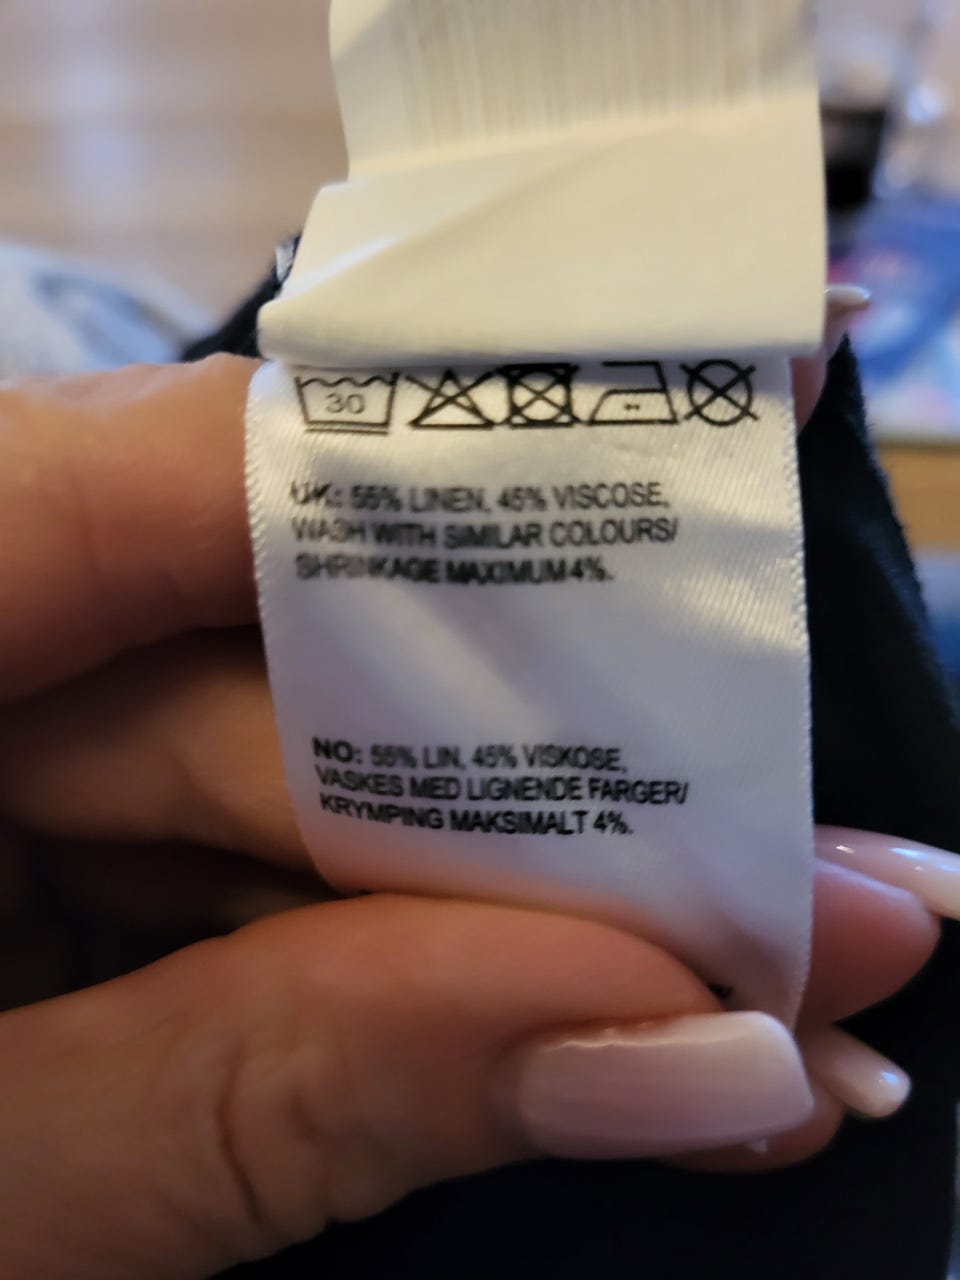 30
UK: 55% LINEN, 45% VISCOSE,
WASH WITH SIMILAR COLOURS/
SHRINKAGE MAXIMUM 4%.
NO: 55% LIN, 45% VISKOSE,
VASKES MED LIGNENDE FARGER/
KRYMPING MAKSIMALT 4%.